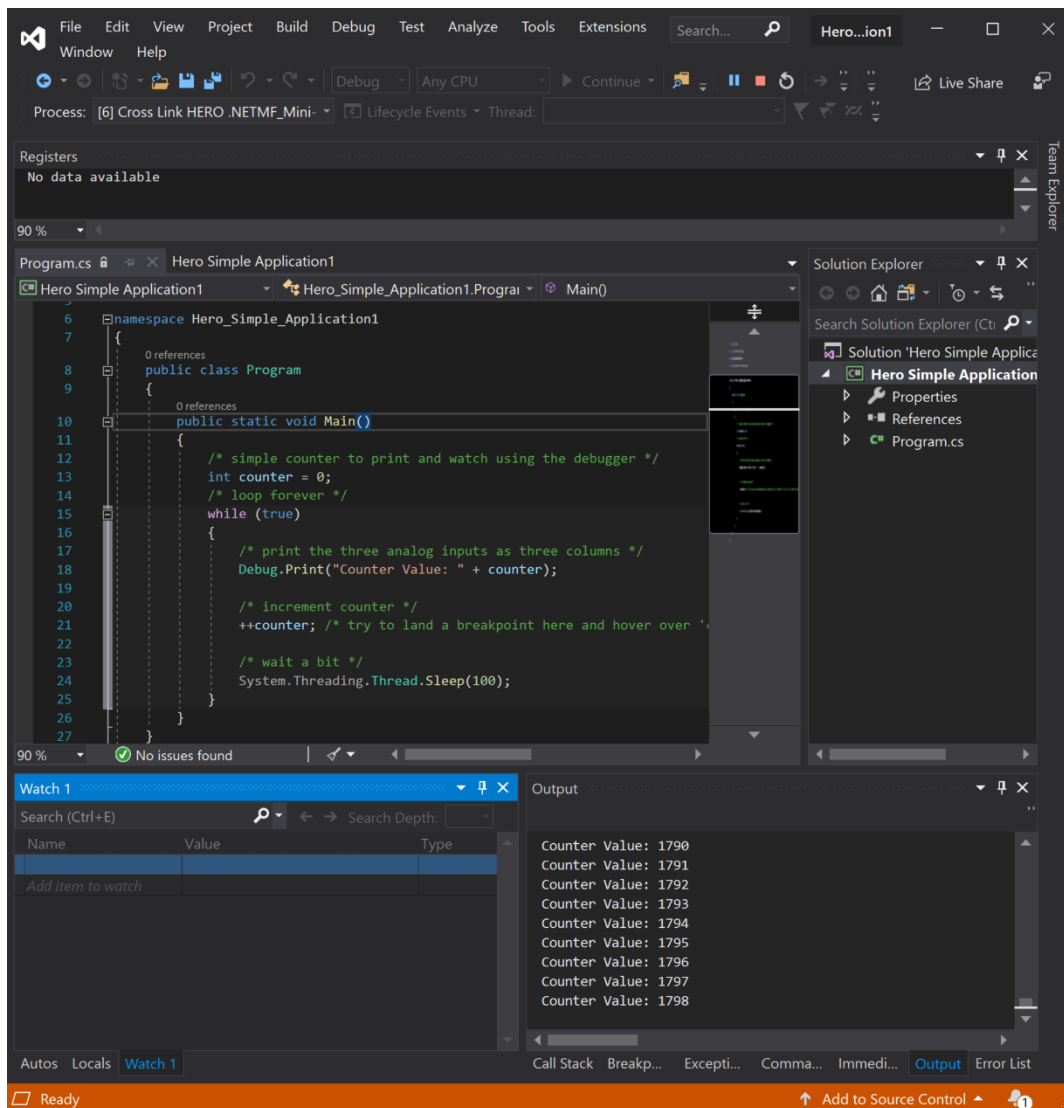 File Edit View Project Build Debug Test Analyze Tools Extensions Search... Hero...ion1
Window Help
Debug Any CPU Continue Live Share
Process: [6] Cross Link HERO .NETMF_Mini- Lifecycle Events Thread:
Team Explorer
Registers
No data available
90 %
Program.cs Hero Simple Application1
Hero Simple Application1 Hero_Simple_Application1.Program Main()
6 namespace Hero_Simple_Application1
7 {
0 references
8 public class Program
9 {
0 references
10 public static void Main()
11 {
12 /* simple counter to print and watch using the debugger */
13 int counter = 0;
14 /* loop forever */
15 while (true)
16 {
17 /* print the three analog inputs as three columns */
18 Debug.Print("Counter Value: " + counter);
19
20 /* increment counter */
21 ++counter; /* try to land a breakpoint here and hover over '
22
23 /* wait a bit */
24 System.Threading.Thread.Sleep(100);
25 }
26 }
27 }
90 % No issues found
Solution Explorer
Search Solution Explorer (Ct
Solution 'Hero Simple Applica
Hero Simple Application
Properties
References
Program.cs
Watch 1
Search (Ctrl+E) Search Depth:
Name Value Type
Add item to watch
Autos Locals Watch 1
Output
Counter Value: 1790
Counter Value: 1791
Counter Value: 1792
Counter Value: 1793
Counter Value: 1794
Counter Value: 1795
Counter Value: 1796
Counter Value: 1797
Counter Value: 1798
Call Stack Breakp... Excepti... Comma... Immedi... Output Error List
Ready Add to Source Control 1